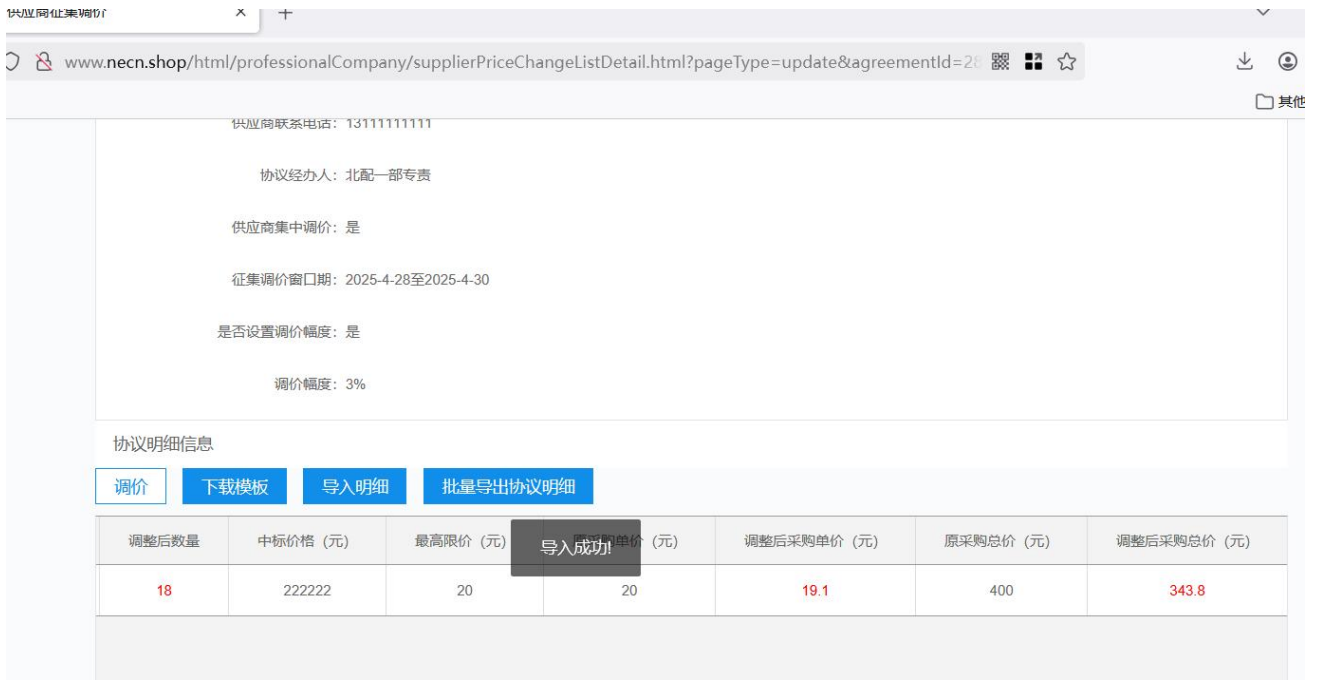 供应商征集调价
www.necn.shop/html/professionalCompany/supplierPriceChangeListDetail.html?pageType=update&agreementId=28
其他
供应商联系电话：13111111111
协议经办人：北配一部专责
供应商集中调价：是
征集调价窗口期：2025-4-28至2025-4-30
是否设置调价幅度：是
调价幅度：3%
协议明细信息
调价 下载模板 导入明细 批量导出协议明细
调整后数量 中标价格（元） 最高限价（元） 原采购单价（元） 调整后采购单价（元） 原采购总价（元） 调整后采购总价（元）
导入成功!
18 222222 20 20 19.1 400 343.8